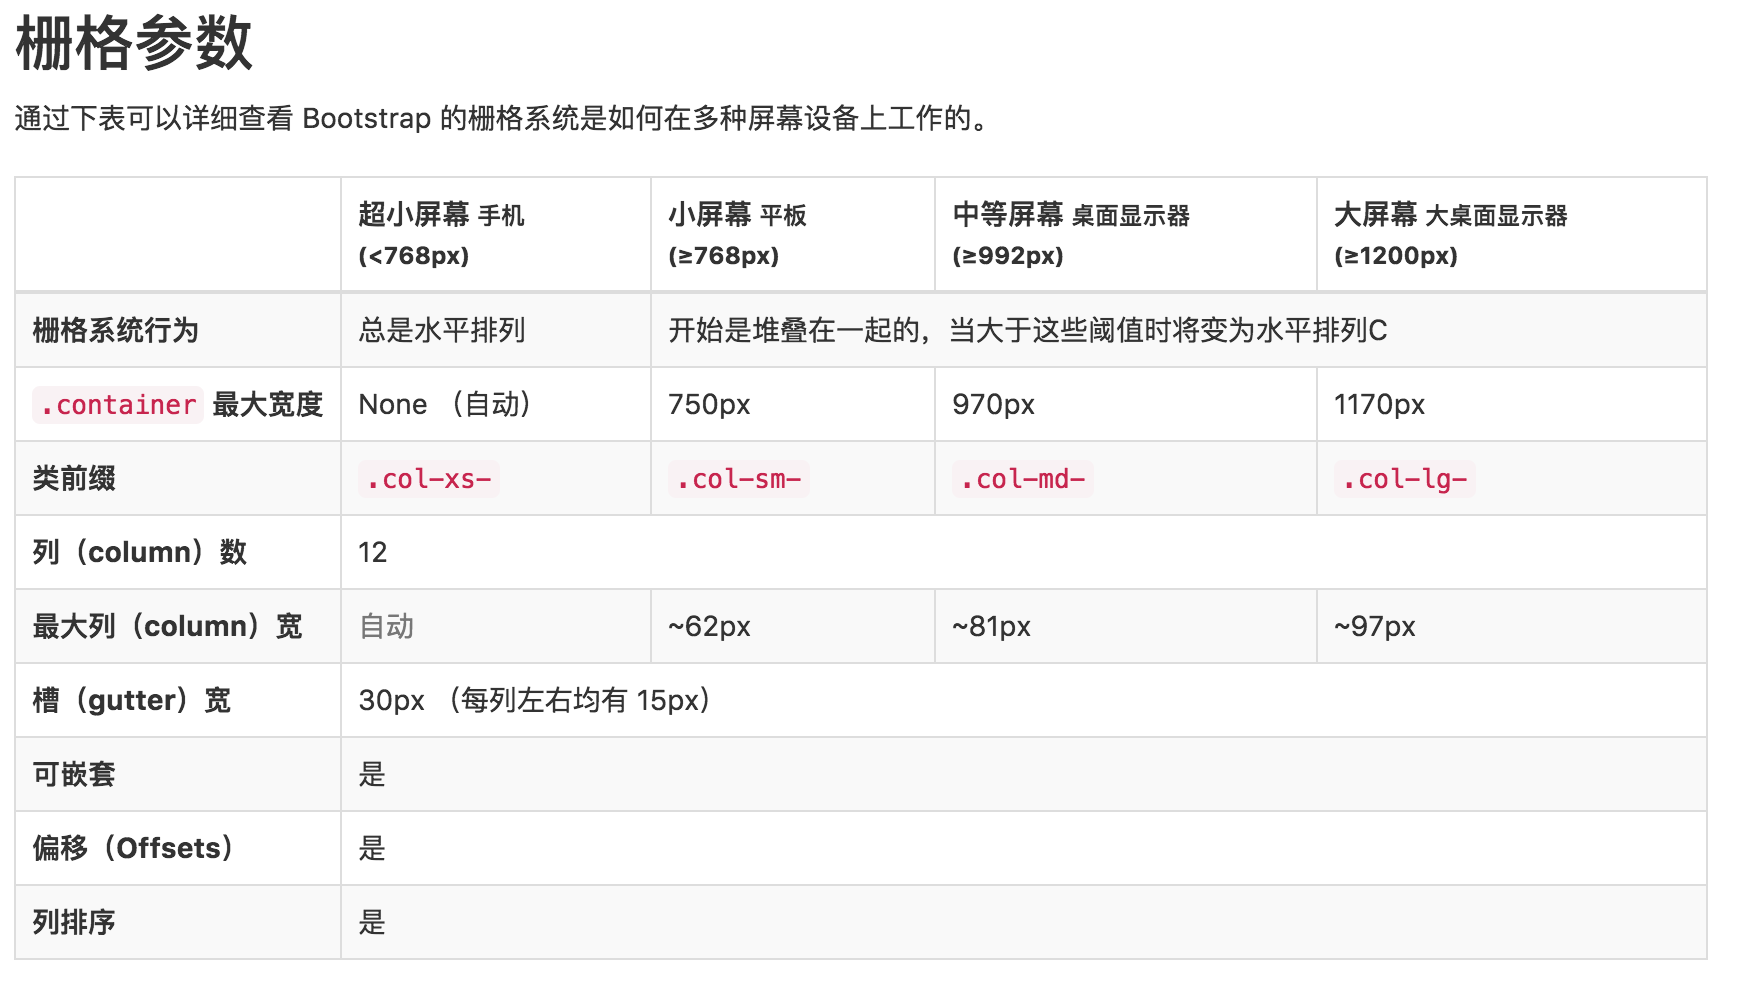 栅格参数
通过下表可以详细查看 Bootstrap 的栅格系统是如何在多种屏幕设备上工作的。
超小屏幕 手机 (<768px)
小屏幕 平板 (≥768px)
中等屏幕 桌面显示器 (≥992px)
大屏幕 大桌面显示器 (≥1200px)
栅格系统行为 总是水平排列 开始是堆叠在一起的，当大于这些阈值时将变为水平排列C
.container 最大宽度 None （自动） 750px 970px 1170px
类前缀 .col-xs- .col-sm- .col-md- .col-lg-
列（column）数 12
最大列（column）宽 自动 ~62px ~81px ~97px
槽（gutter）宽 30px （每列左右均有 15px）
可嵌套 是
偏移（Offsets） 是
列排序 是